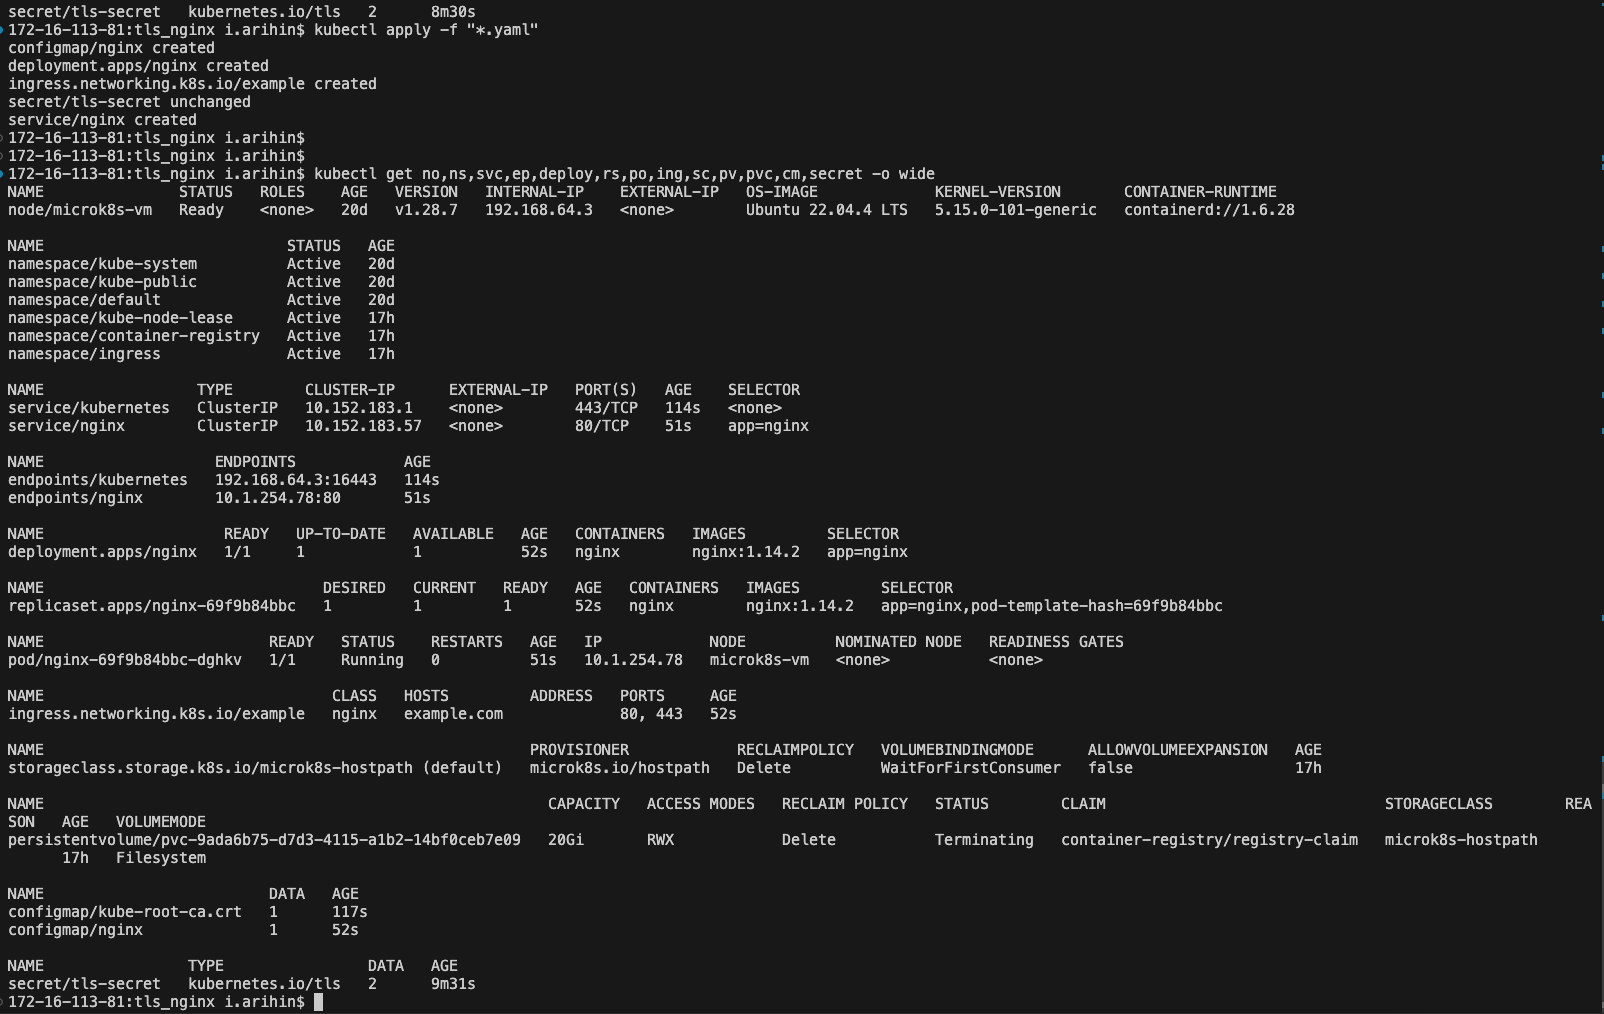 secret/tls-secret   kubernetes.io/tls   2      8m30s
172-16-113-81:tls_nginx i.arihin$ kubectl apply -f "*.yaml"
configmap/nginx created
deployment.apps/nginx created
ingress.networking.k8s.io/example created
secret/tls-secret unchanged
service/nginx created
172-16-113-81:tls_nginx i.arihin$
172-16-113-81:tls_nginx i.arihin$
172-16-113-81:tls_nginx i.arihin$ kubectl get no,ns,svc,ep,deploy,rs,po,ing,sc,pv,pvc,cm,secret -o wide
NAME               STATUS   ROLES    AGE   VERSION   INTERNAL-IP    EXTERNAL-IP   OS-IMAGE             KERNEL-VERSION       CONTAINER-RUNTIME
node/microk8s-vm   Ready    <none>   20d   v1.28.7   192.168.64.3   <none>        Ubuntu 22.04.4 LTS   5.15.0-101-generic   containerd://1.6.28
NAME                           STATUS   AGE
namespace/kube-system          Active   20d
namespace/kube-public          Active   20d
namespace/default              Active   20d
namespace/kube-node-lease      Active   17h
namespace/container-registry   Active   17h
namespace/ingress              Active   17h
NAME                 TYPE        CLUSTER-IP      EXTERNAL-IP   PORT(S)   AGE    SELECTOR
service/kubernetes   ClusterIP   10.152.183.1    <none>        443/TCP   114s   <none>
service/nginx        ClusterIP   10.152.183.57   <none>        80/TCP    51s    app=nginx
NAME                   ENDPOINTS            AGE
endpoints/kubernetes   192.168.64.3:16443   114s
endpoints/nginx        10.1.254.78:80       51s
NAME                    READY   UP-TO-DATE   AVAILABLE   AGE   CONTAINERS   IMAGES         SELECTOR
deployment.apps/nginx   1/1     1            1           52s   nginx        nginx:1.14.2   app=nginx
NAME                               DESIRED   CURRENT   READY   AGE   CONTAINERS   IMAGES         SELECTOR
replicaset.apps/nginx-69f9b84bbc   1         1         1       52s   nginx        nginx:1.14.2   app=nginx,pod-template-hash=69f9b84bbc
NAME                         READY   STATUS    RESTARTS   AGE   IP            NODE          NOMINATED NODE   READINESS GATES
pod/nginx-69f9b84bbc-dghkv   1/1     Running   0          51s   10.1.254.78   microk8s-vm   <none>           <none>
NAME                                CLASS   HOSTS         ADDRESS   PORTS     AGE
ingress.networking.k8s.io/example   nginx   example.com             80, 443   52s
NAME                                                      PROVISIONER            RECLAIMPOLICY   VOLUMEBINDINGMODE      ALLOWVOLUMEEXPANSION   AGE
storageclass.storage.k8s.io/microk8s-hostpath (default)   microk8s.io/hostpath   Delete          WaitForFirstConsumer   false                  17h
NAME                                                        CAPACITY   ACCESS MODES   RECLAIM POLICY   STATUS        CLAIM                               STORAGECLASS        REA
SON   AGE   VOLUMEMODE
persistentvolume/pvc-9ada6b75-d7d3-4115-a1b2-14bf0ceb7e09   20Gi       RWX            Delete           Terminating   container-registry/registry-claim   microk8s-hostpath
      17h   Filesystem
NAME                         DATA   AGE
configmap/kube-root-ca.crt   1      117s
configmap/nginx              1      52s
NAME                TYPE                DATA   AGE
secret/tls-secret   kubernetes.io/tls   2      9m31s
172-16-113-81:tls_nginx i.arihin$